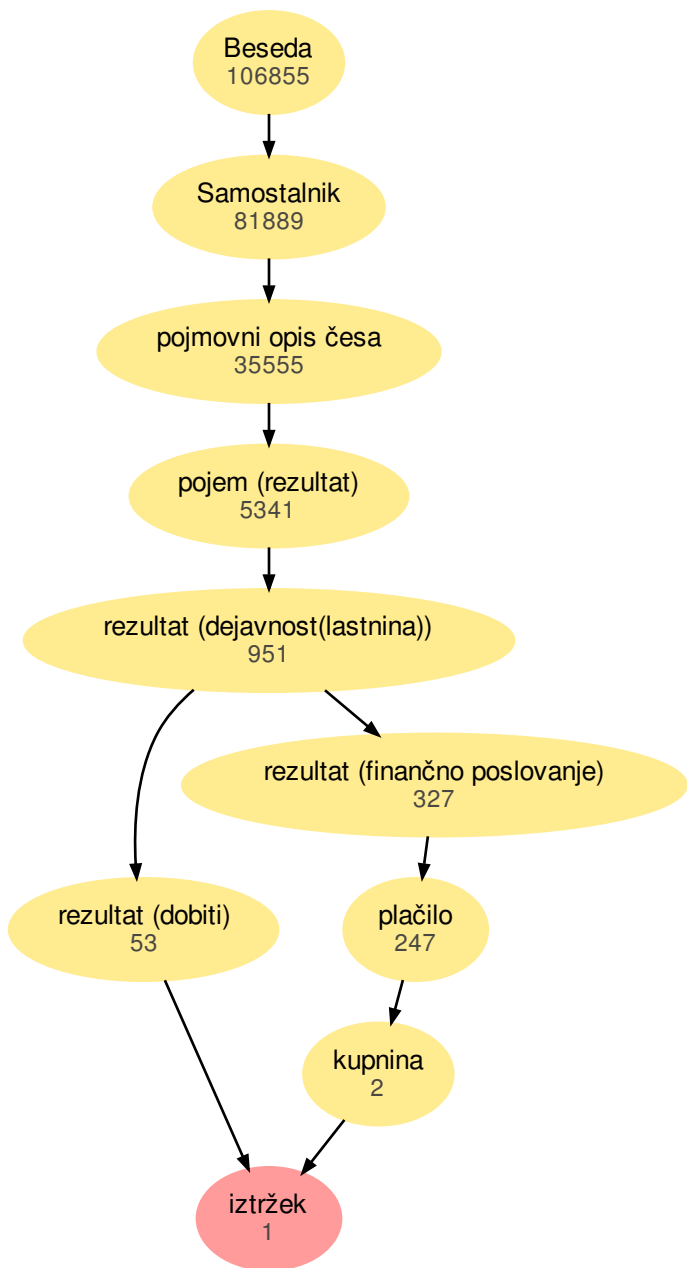 Beseda
106855
Samostalnik
81889
pojmovni opis česa
35555
pojem (rezultat)
5341
rezultat (dejavnost(lastnina))
951
rezultat (finančno poslovanje)
327
rezultat (dobiti)
53
plačilo
247
kupnina
2
iztržek
1